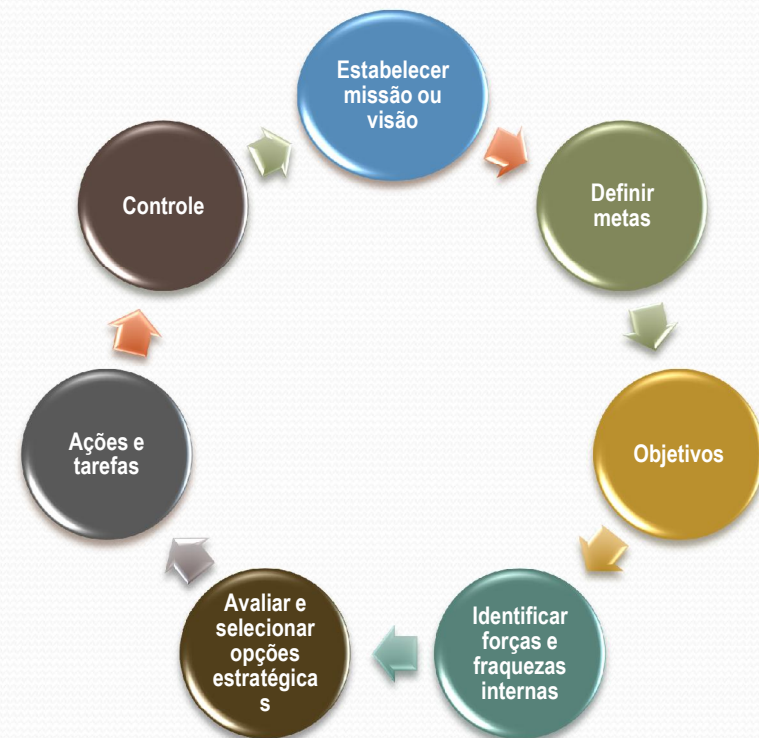 Estabelecer
missão ou
visão
Definir
metas
Objetivos
Identificar
forças e
fraquezas
internas
Avaliar e
selecionar
opções
estratégica
s
Ações e
tarefas
Controle